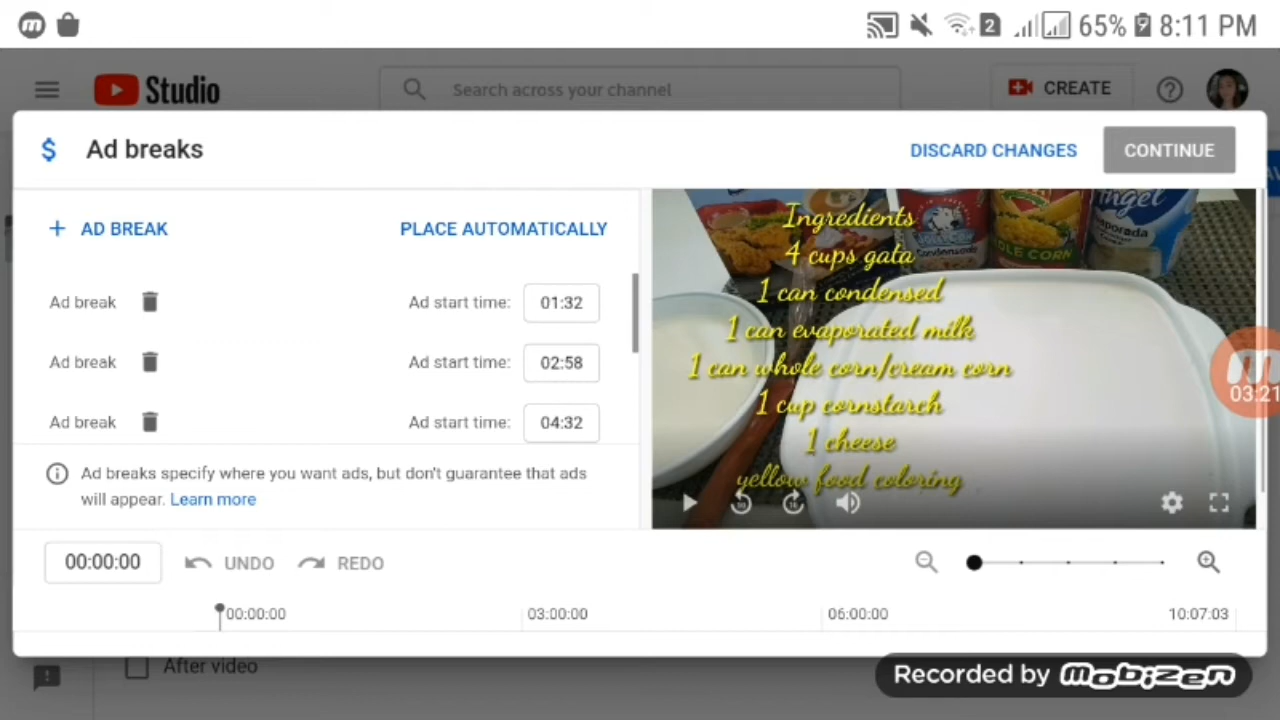 65% 8:11 PM
Studio
Search across your channel
CREATE
Ad breaks
DISCARD CHANGES
CONTINUE
+ AD BREAK
PLACE AUTOMATICALLY
Ad break
Ad start time: 01:32
Ad break
Ad start time: 02:58
Ad break
Ad start time: 04:32
Ad breaks specify where you want ads, but don't guarantee that ads
will appear. Learn more
Ingredients
4 cups gata
1 can condensed
1 can evaporated milk
1 can whole corn/cream corn
1 cup cornstarch
1 cheese
yellow food coloring
Angel
OLE CORN
03:21
00:00:00
UNDO
REDO
00:00:00
03:00:00
06:00:00
10:07:03
After video
Recorded by mobizen